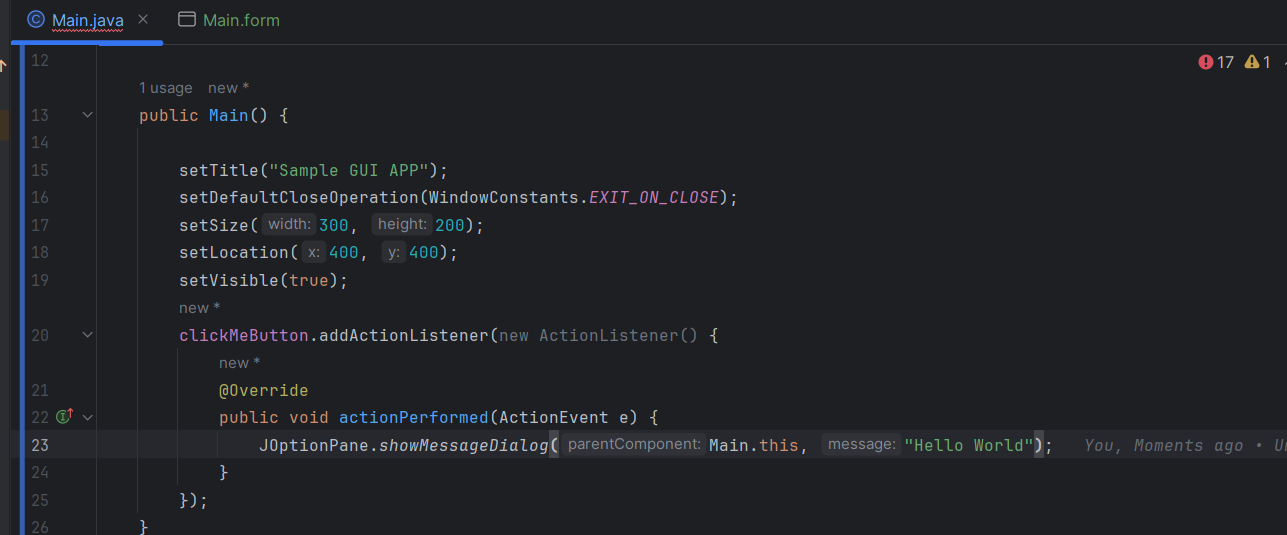 Main.java Main.form
12 17 1
1 usage new *
13 public Main() {
14
15 setTitle("Sample GUI APP");
16 setDefaultCloseOperation(WindowConstants.EXIT_ON_CLOSE);
17 setSize( width: 300, height: 200);
18 setLocation( x: 400, y: 400);
19 setVisible(true);
new *
20 clickMeButton.addActionListener(new ActionListener() {
new *
21 @Override
22 public void actionPerformed(ActionEvent e) {
23 JOptionPane.showMessageDialog( parentComponent: Main.this, message: "Hello World"); You, Moments ago •
24 }
25 });
26 }